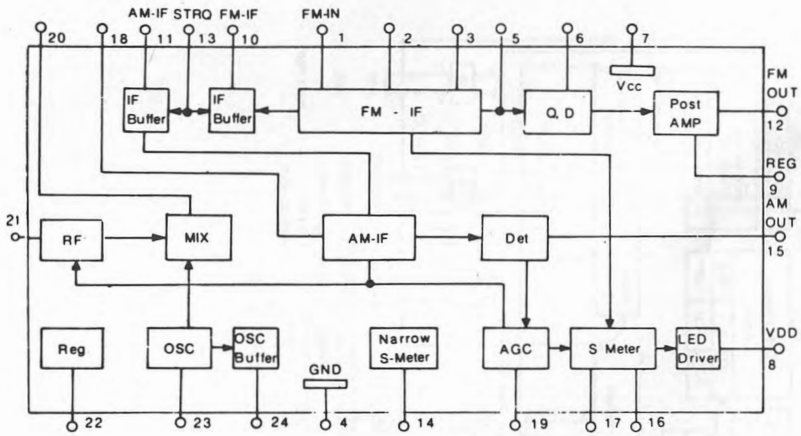 AM-IF STRQ FM-IF FM-IN
20 18 11 13 10 1 2 3 5 6 7
Vcc
FM
OUT
12
IF
Buffer
IF
Buffer
FM - IF
Q, D
Post
AMP
REG
9
AM
OUT
15
21
RF
MIX
AM-IF
Det
Reg
OSC
OSC
Buffer
Narrow
S-Meter
AGC
S Meter
LED
Driver
VDD
8
GND
22 23 24 4 14 19 17 16